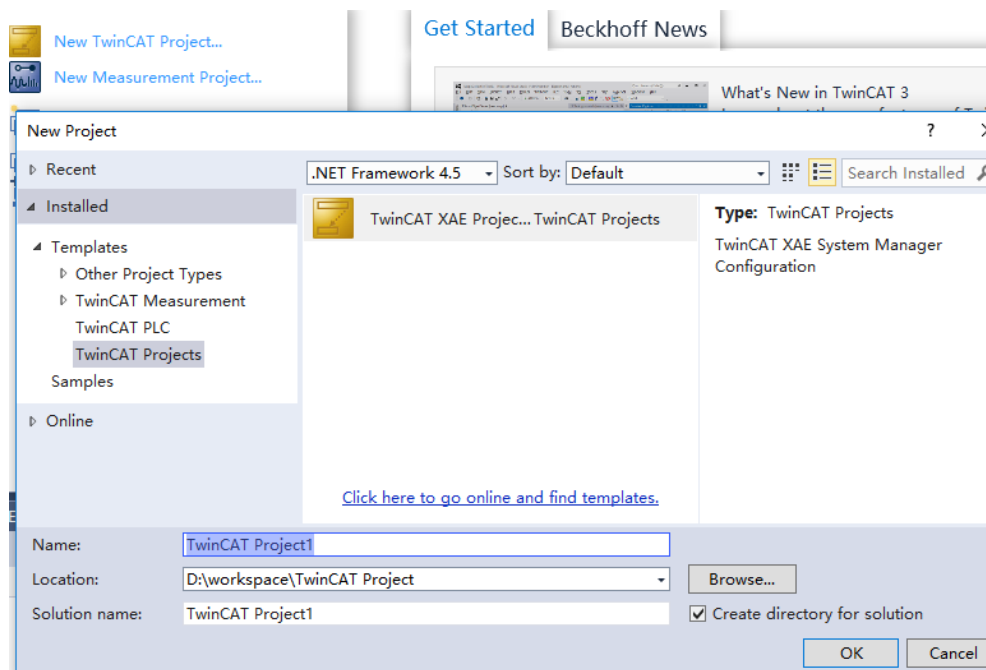 Get Started
Beckhoff News
New TwinCAT Project...
New Measurement Project...
What's New in TwinCAT 3
New Project
?
Recent
.NET Framework 4.5
Sort by:
Default
Search Installed
Installed
TwinCAT XAE Projec... TwinCAT Projects
Type: TwinCAT Projects
TwinCAT XAE System Manager
Configuration
Templates
Other Project Types
TwinCAT Measurement
TwinCAT PLC
TwinCAT Projects
Samples
Online
Click here to go online and find templates.
Name:
TwinCAT Project1
Location:
D:\workspace\TwinCAT Project
Browse...
Solution name:
TwinCAT Project1
Create directory for solution
OK
Cancel